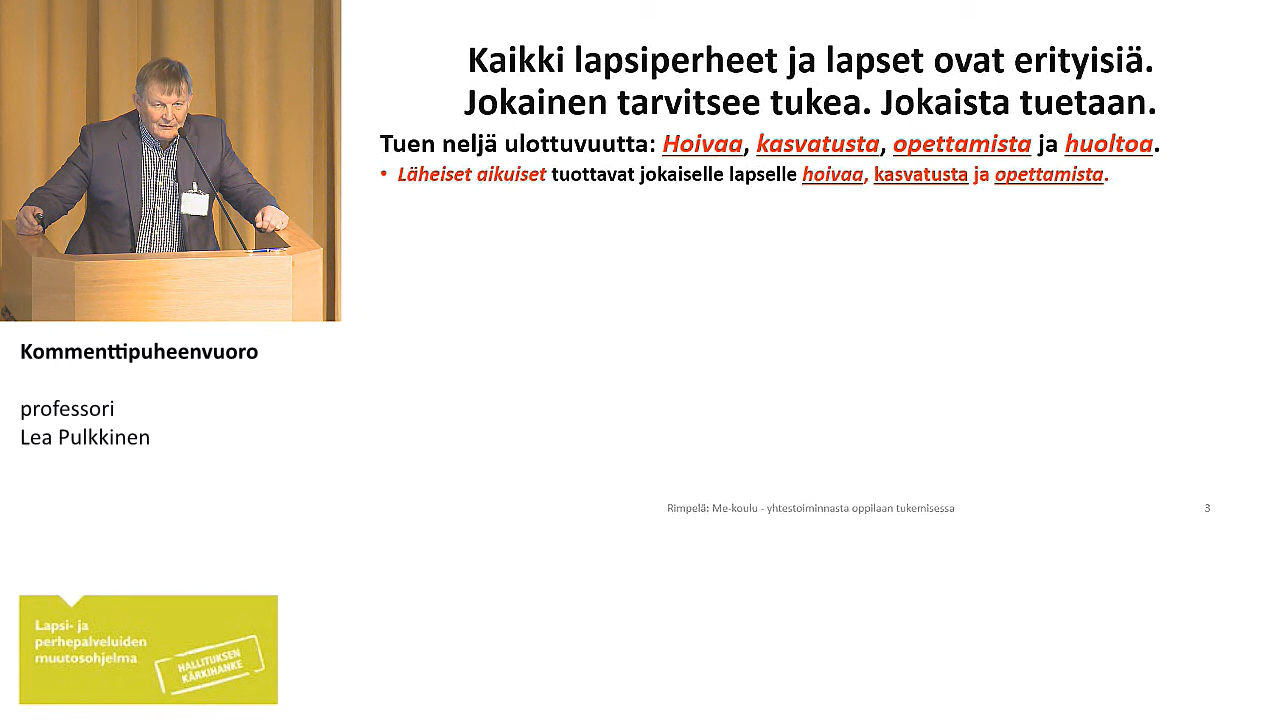 Kaikki lapsiperheet ja lapset ovat erityisiä.
Jokainen tarvitsee tukea. Jokaista tuetaan.
Tuen neljä ulottuvuutta: Hoivaa, kasvatusta, opettamista ja huoltoa.
• Läheiset aikuiset tuottavat jokaiselle lapselle hoivaa, kasvatusta ja opettamista.
Kommenttipuheenvuoro
professori
Lea Pulkkinen
Rimpelä: Me-koulu - yhtestoiminnasta oppilaan tukemisessa
3
Lapsi- ja
perhepalveluiden
muutosohjelma
HALLITUKSEN
KÄRKIHANKE